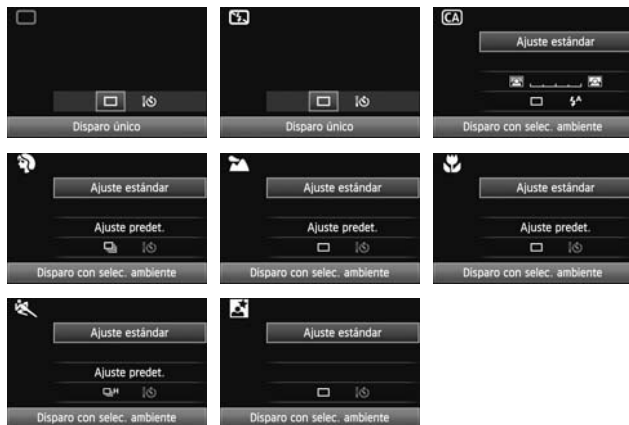 Disparo único
Disparo único
CA
Ajuste estándar
A
Disparo con selec. ambiente
Ajuste estándar
Ajuste predet.
Disparo con selec. ambiente
Ajuste estándar
Ajuste predet.
Disparo con selec. ambiente
Ajuste estándar
Ajuste predet.
Disparo con selec. ambiente
Ajuste estándar
Ajuste predet.
H
Disparo con selec. ambiente
Ajuste estándar
Disparo con selec. ambiente